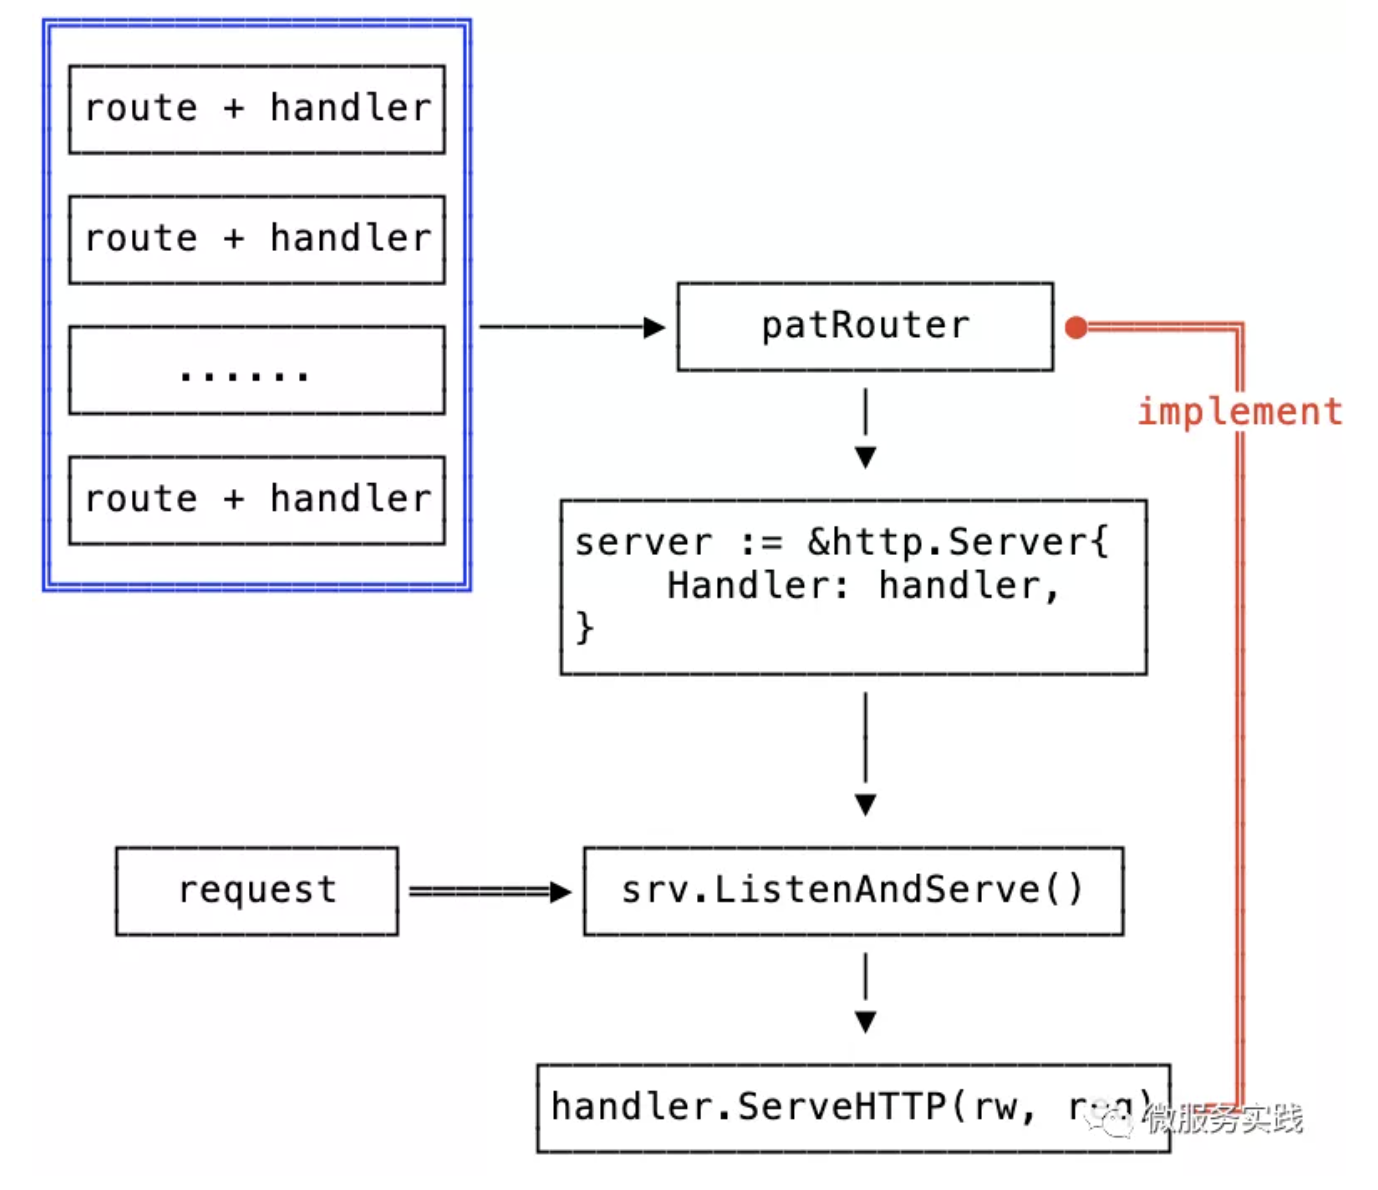 route + handler
route + handler
......
route + handler
patRouter
implement
server := &http.Server{
    Handler: handler,
}
request
srv.ListenAndServe()
handler.ServeHTTP(rw, req)
微服务实践